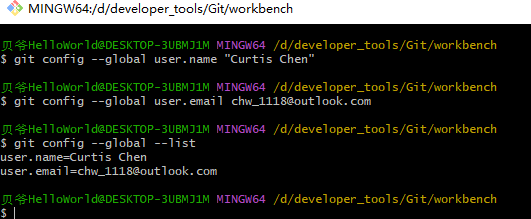 MINGW64:/d/developer_tools/Git/workbench
贝爷HelloWorld@DESKTOP-3UBMJ1M MINGW64 /d/developer_tools/Git/workbench
$ git config --global user.name "Curtis Chen"
贝爷HelloWorld@DESKTOP-3UBMJ1M MINGW64 /d/developer_tools/Git/workbench
$ git config --global user.email chw_1118@outlook.com
贝爷HelloWorld@DESKTOP-3UBMJ1M MINGW64 /d/developer_tools/Git/workbench
$ git config --global --list
user.name=Curtis Chen
user.email=chw_1118@outlook.com
贝爷HelloWorld@DESKTOP-3UBMJ1M MINGW64 /d/developer_tools/Git/workbench
$